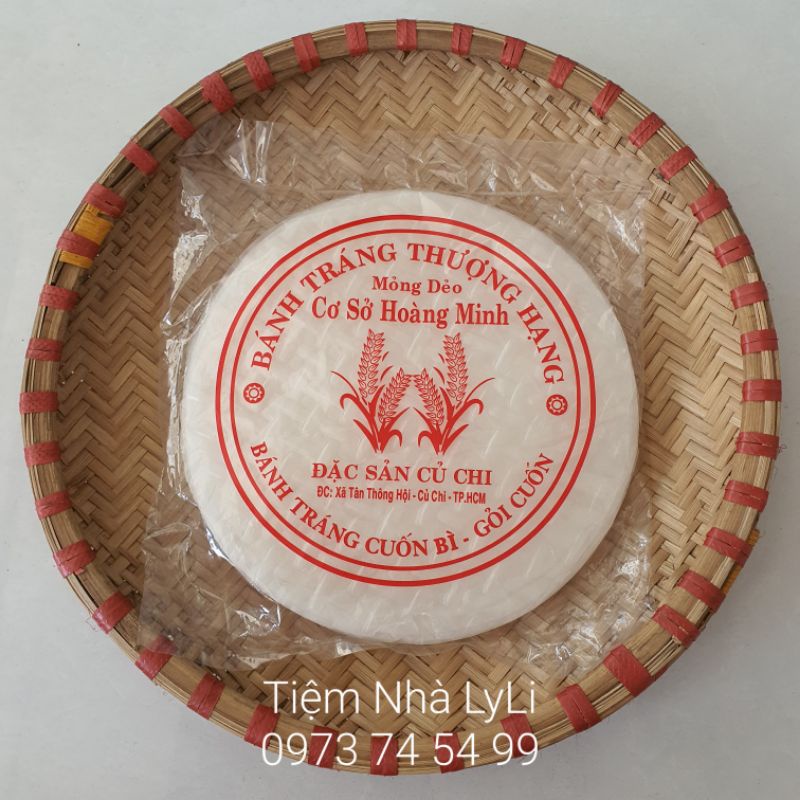 BÁNH TRÁNG THƯỢNG HẠNG
Mỏng Dẻo
Cơ Sở Hoàng Minh
ĐẶC SẢN CỦ CHI
ĐC: Xã Tân Thông Hội - Củ Chi - TP.HCM
BÁNH TRÁNG CUỐN BÌ - GỎI CUỐN
Tiệm Nhà LyLi
0973 74 54 99